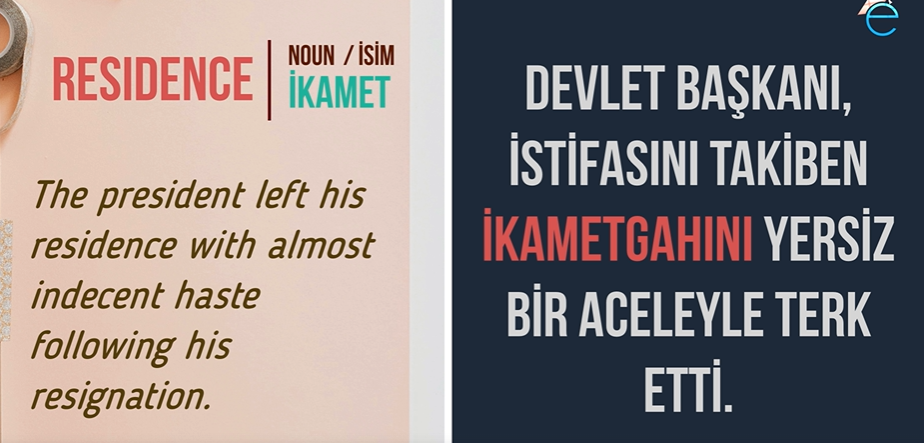 RESIDENCE
NOUN / İSİM
İKAMET
The president left his
residence with almost
indecent haste
following his
resignation.
e
DEVLET BAŞKANI,
İSTİFASINI TAKİBEN
İKAMETGAHINI YERSİZ
BİR ACELEYLE TERK
ETTİ.